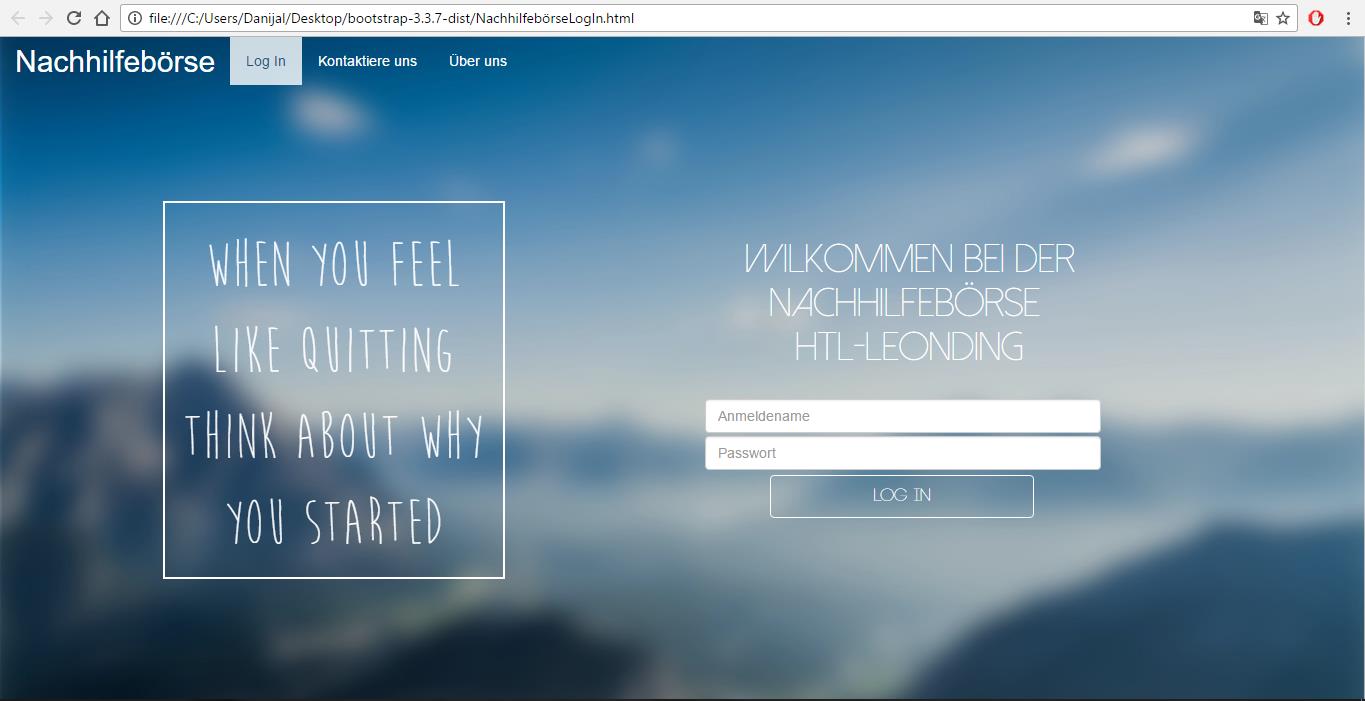 file:///C:/Users/Danijal/Desktop/bootstrap-3.3.7-dist/NachhilfebörseLogIn.html
Nachhilfebörse Log In Kontaktiere uns Über uns
WHEN YOU FEEL
LIKE QUITTING
THINK ABOUT WHY
YOU STARTED
WILKOMMEN BEI DER
NACHHILFEBÖRSE
HTL-LEONDING
Anmeldename
Passwort
LOG IN